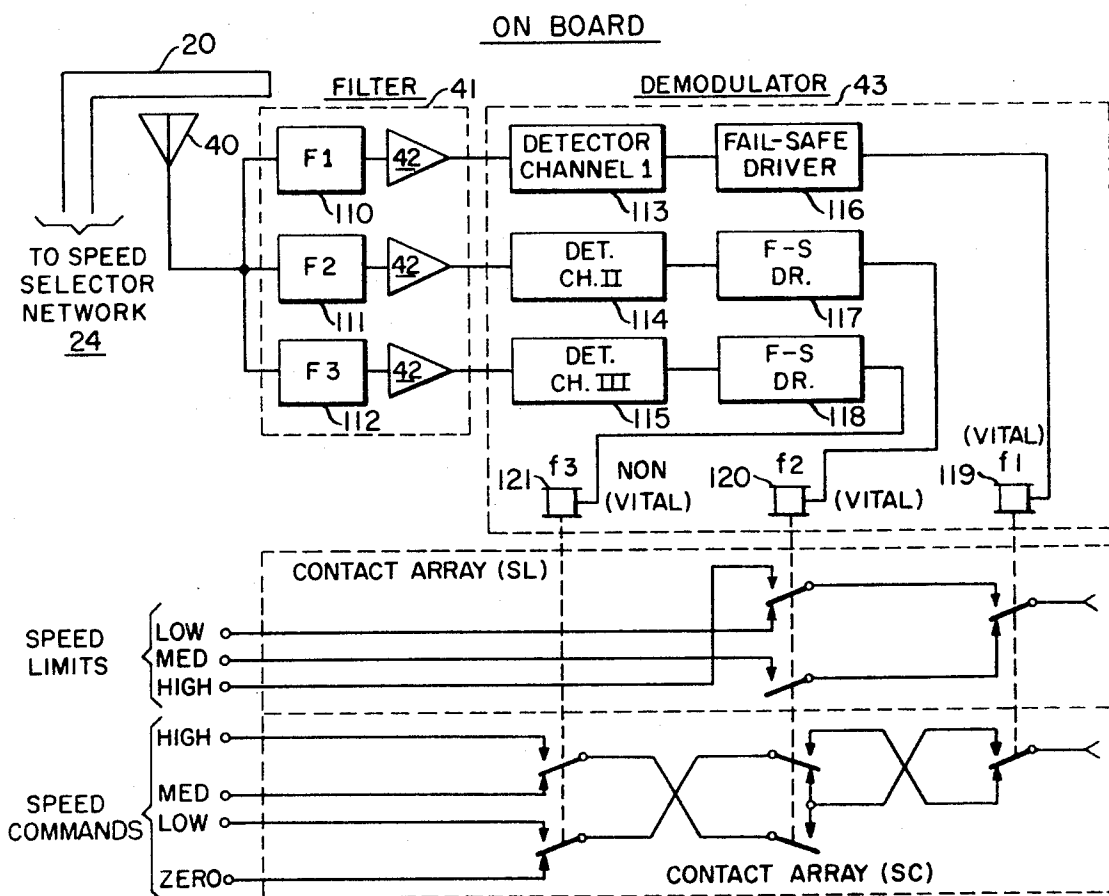 ON BOARD
20
FILTER
41
DEMODULATOR
43
40
F1
42
DETECTOR
CHANNEL 1
FAIL-SAFE
DRIVER
110
113
116
TO SPEED
SELECTOR
NETWORK
24
F2
42
DET.
CH. II
F-S
DR.
111
114
117
F3
42
DET.
CH. III
F-S
DR.
112
115
118
121
f3
NON
(VITAL)
120
f2
(VITAL)
(VITAL)
119
f1
CONTACT ARRAY (SL)
SPEED
LIMITS
LOW
MED
HIGH
SPEED
COMMANDS
HIGH
MED
LOW
ZERO
CONTACT ARRAY (SC)